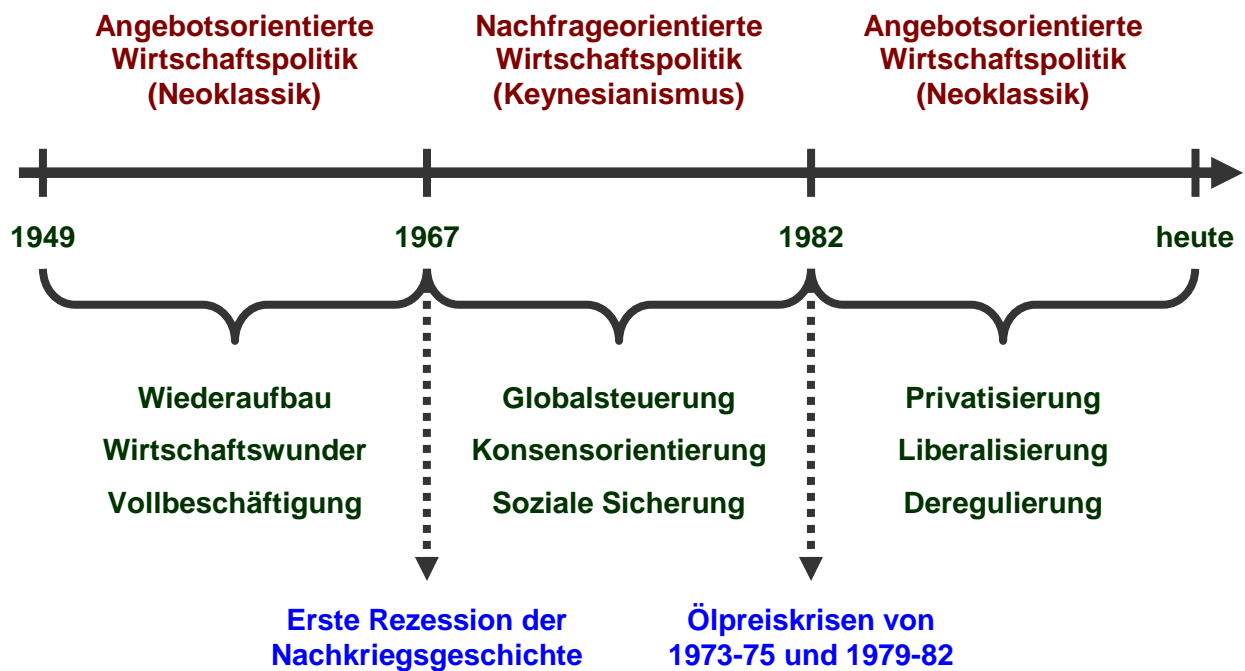 Angebotsorientierte
Wirtschaftspolitik
(Neoklassik)
Nachfrageorientierte
Wirtschaftspolitik
(Keynesianismus)
Angebotsorientierte
Wirtschaftspolitik
(Neoklassik)
1949
1967
1982
heute
Wiederaufbau
Wirtschaftswunder
Vollbeschäftigung
Globalsteuerung
Konsensorientierung
Soziale Sicherung
Privatisierung
Liberalisierung
Deregulierung
Erste Rezession der
Nachkriegsgeschichte
Ölpreiskrisen von
1973-75 und 1979-82